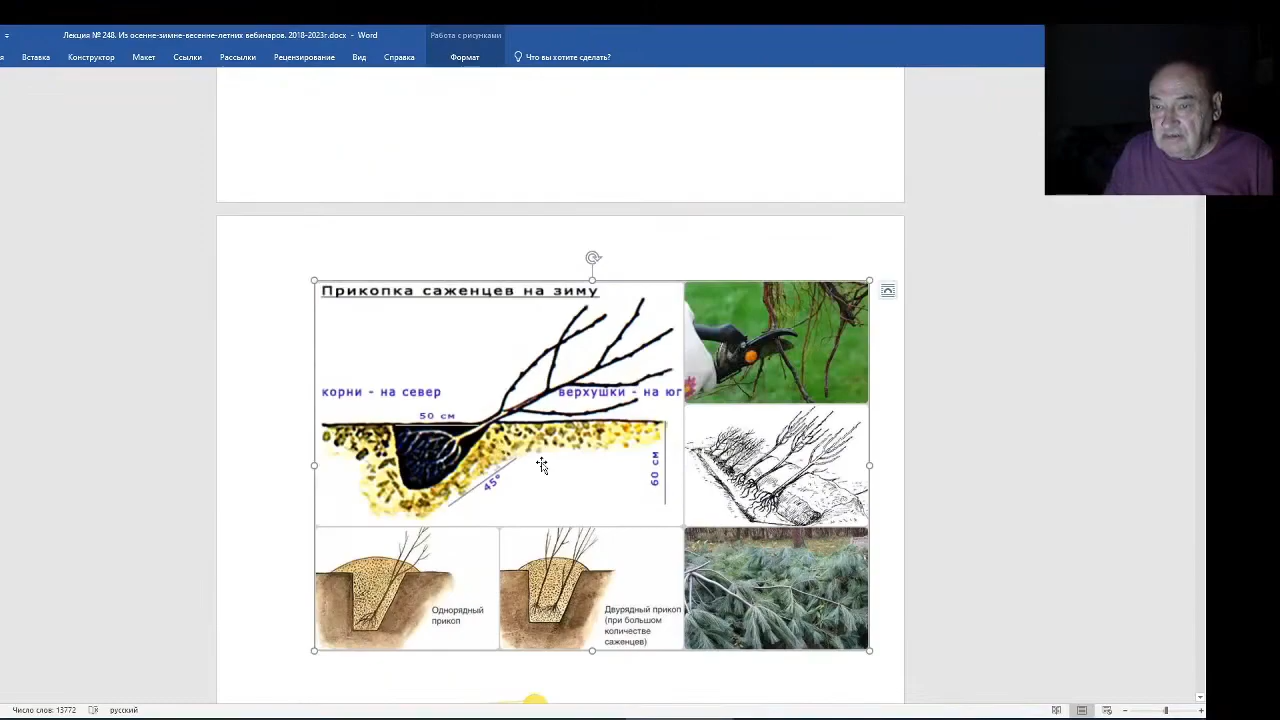 Лекция № 248. Из осенне-зимне-весенне-летних вебинаров. 2018-2023г.docx - Word
Работа с рисунками
я Вставка Конструктор Макет Ссылки Рассылки Рецензирование Вид Справка Формат Что вы хотите сделать?
Прикопка саженцев на зиму
корни - на север
верхушки - на юг
50 см
60 см
45°
Однорядный
прикоп
Двурядный прикоп
(при большом
количестве
саженцев)
Число слов: 13772 русский